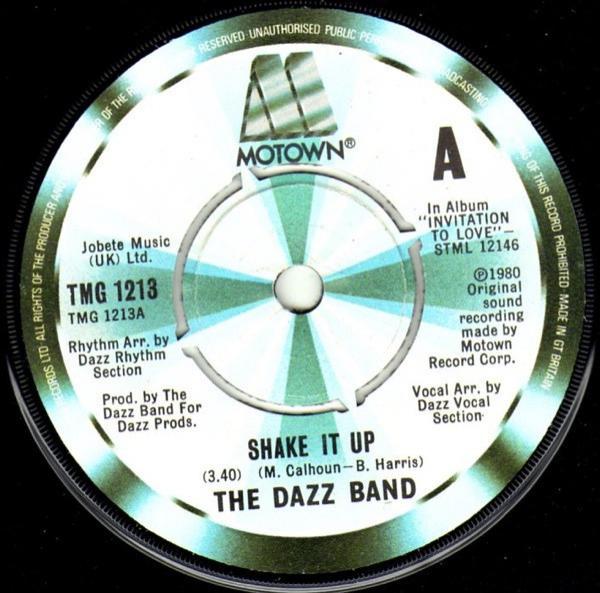 RECORDS LTD ALL RIGHTS OF THE PRODUCER AND
OF THE
RESERVED UNAUTHORISED PUBLIC
BROADCASTING
OF THIS RECORD PROHIBITED MADE IN GT BRITAIN
MOTOWN®
A
In Album
"INVITATION
TO LOVE"–
STML 12146
Ⓟ1980
Original
sound
recording
made by
Motown
Record Corp.
Vocal Arr. by
Dazz Vocal
Section
Jobete Music
(UK) Ltd.
TMG 1213
TMG 1213A
Rhythm Arr. by
Dazz Rhythm
Section
Prod. by The
Dazz Band For
Dazz Prods.
SHAKE IT UP
(3.40) (M. Calhoun–B. Harris)
THE DAZZ BAND